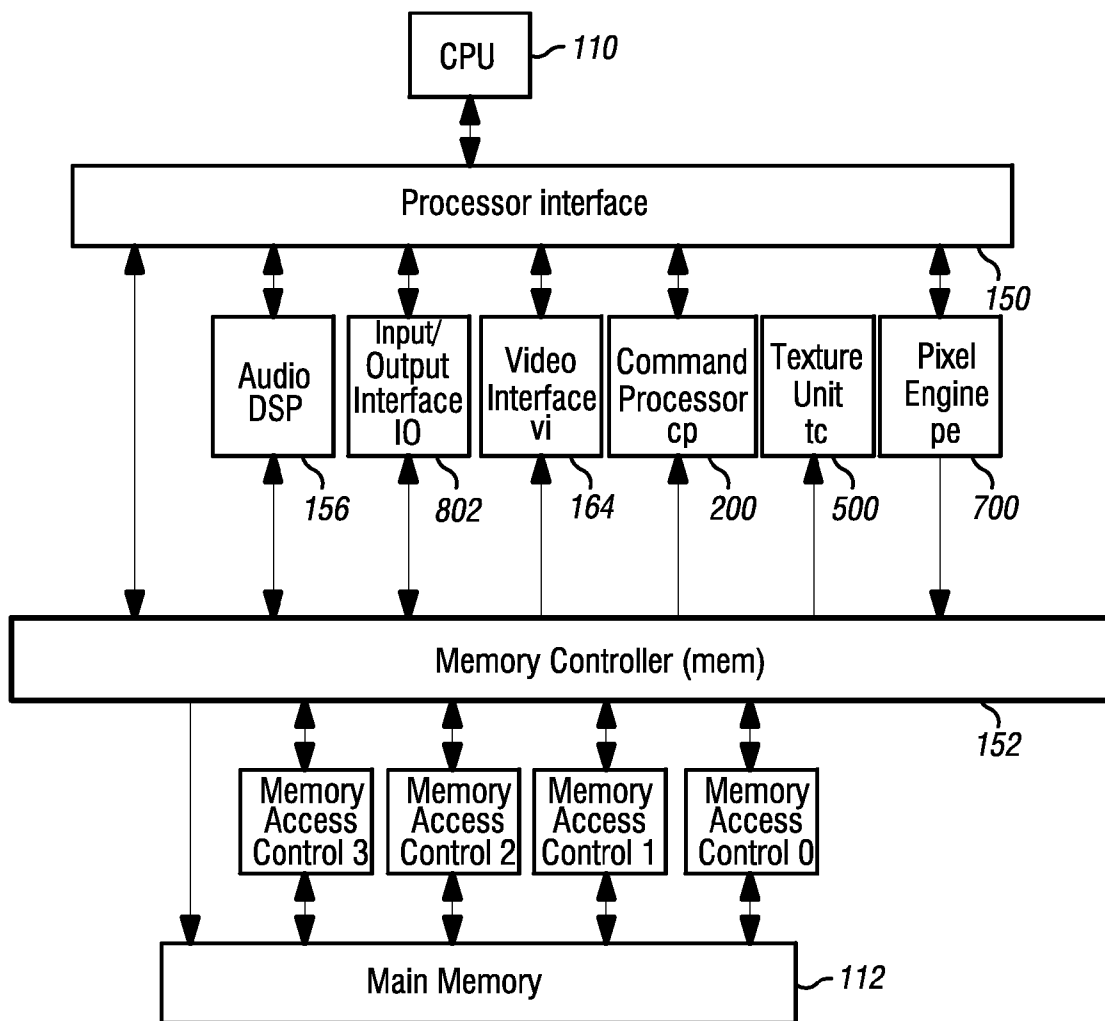 CPU
110
Processor interface
150
Audio
DSP
156
Input/
Output
Interface
IO
802
Video
Interface
vi
164
Command
Processor
cp
200
Texture
Unit
tc
500
Pixel
Engine
pe
700
Memory Controller (mem)
152
Memory
Access
Control 3
Memory
Access
Control 2
Memory
Access
Control 1
Memory
Access
Control 0
Main Memory
112